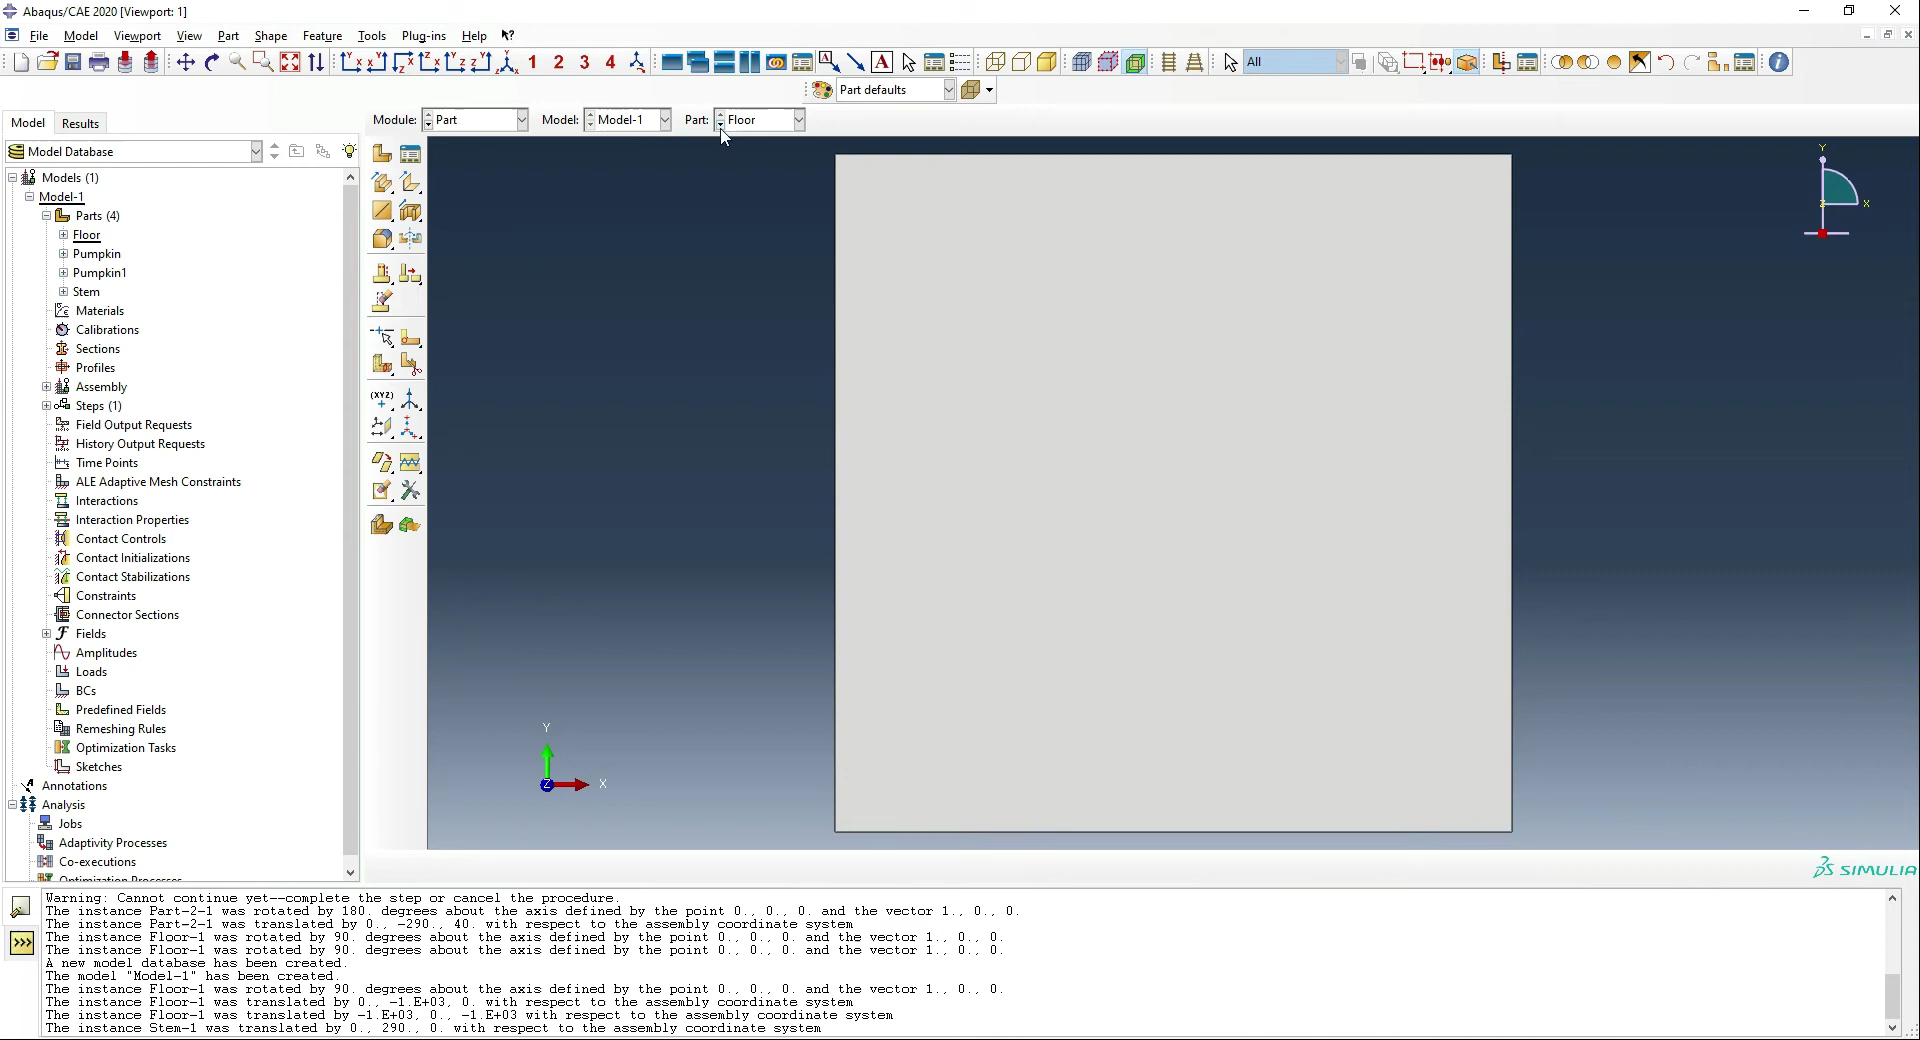 Abaqus/CAE 2020 [Viewport: 1]
File Model Viewport View Part Shape Feature Tools Plug-ins Help
1 2 3 4 All
Part defaults
Model Results Module: Part Model: Model-1 Part: Floor
Model Database
Models (1)
Model-1
Parts (4)
Floor
Pumpkin
Pumpkin1
Stem
Materials
Calibrations
Sections
Profiles
Assembly
Steps (1)
Field Output Requests
History Output Requests
Time Points
ALE Adaptive Mesh Constraints
Interactions
Interaction Properties
Contact Controls
Contact Initializations
Contact Stabilizations
Constraints
Connector Sections
Fields
Amplitudes
Loads
BCs
Predefined Fields
Remeshing Rules
Optimization Tasks
Sketches
Annotations
Analysis
Jobs
Adaptivity Processes
Co-executions
Optimization Processes
(XYZ)
Y
Z X
Y
Z X
SIMULIA
Warning: Cannot continue yet--complete the step or cancel the procedure.
The instance Part-2-1 was rotated by 180. degrees about the axis defined by the point 0., 0., 0. and the vector 1., 0., 0.
The instance Part-2-1 was translated by 0., -290., 40. with respect to the assembly coordinate system
The instance Floor-1 was rotated by 90. degrees about the axis defined by the point 0., 0., 0. and the vector 1., 0., 0.
The instance Floor-1 was rotated by 90. degrees about the axis defined by the point 0., 0., 0. and the vector 1., 0., 0.
A new model database has been created.
The model "Model-1" has been created.
The instance Floor-1 was rotated by 90. degrees about the axis defined by the point 0., 0., 0. and the vector 1., 0., 0.
The instance Floor-1 was translated by 0., -1.E+03, 0. with respect to the assembly coordinate system
The instance Floor-1 was translated by -1.E+03, 0., -1.E+03 with respect to the assembly coordinate system
The instance Stem-1 was translated by 0., 290., 0. with respect to the assembly coordinate system